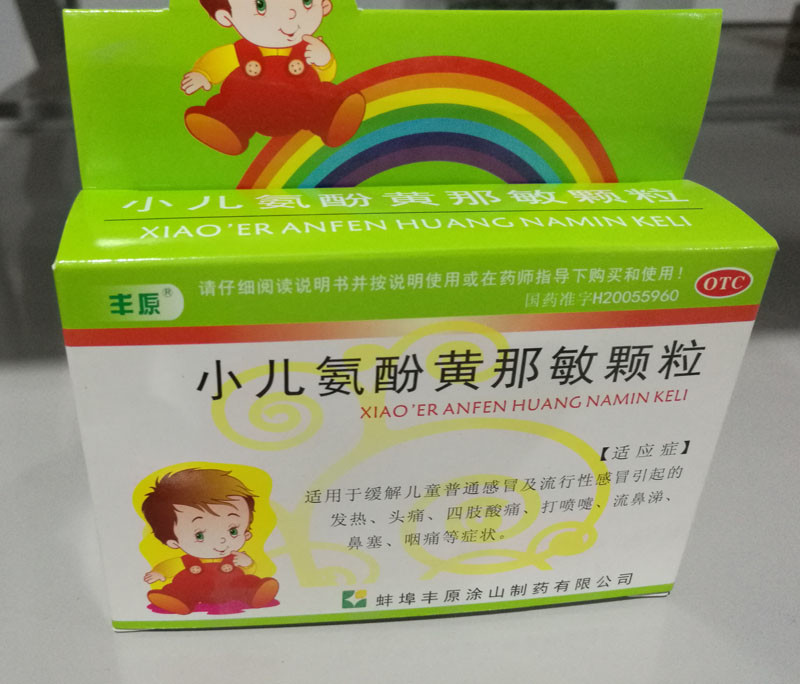 小儿氨酚黄那敏颗粒
XIAO'ER ANFEN HUANG NAMIN KELI
丰原®
请仔细阅读说明书并按说明使用或在药师指导下购买和使用！
OTC
国药准字H20055960
小儿氨酚黄那敏颗粒
XIAO'ER ANFEN HUANG NAMIN KELI
【适应症】
适用于缓解儿童普通感冒及流行性感冒引起的
发热、头痛、四肢酸痛、打喷嚏、流鼻涕、
鼻塞、咽痛等症状。
蚌埠丰原涂山制药有限公司